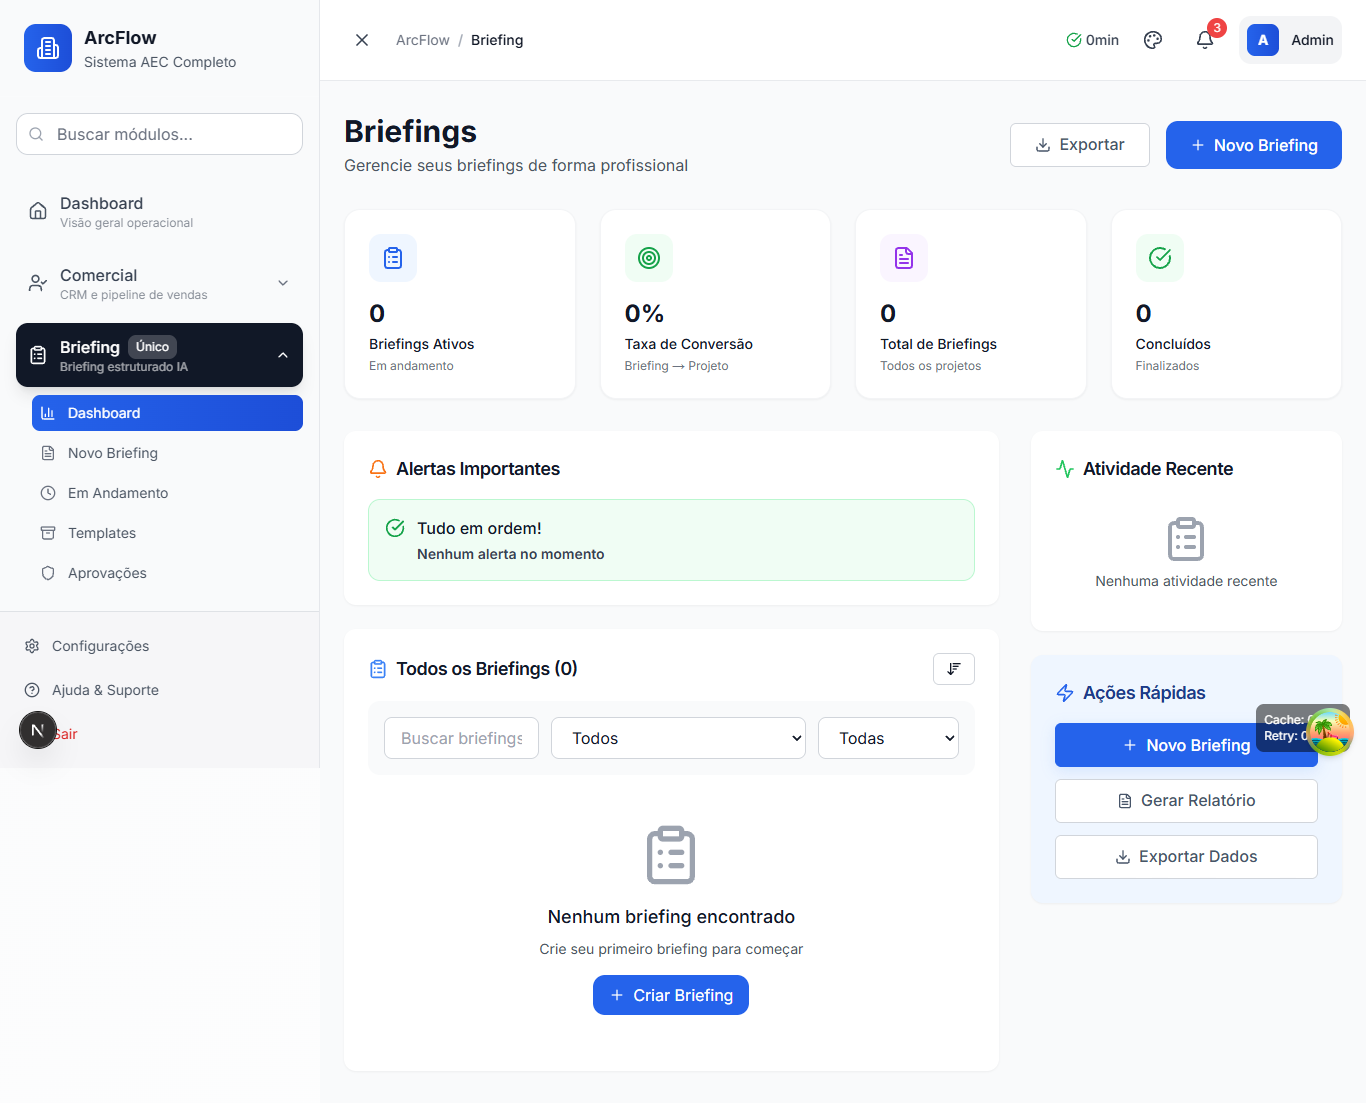 ArcFlow
Sistema AEC Completo
Buscar módulos...
Dashboard
Visão geral operacional
Comercial
CRM e pipeline de vendas
Briefing Único
Briefing estruturado IA
Dashboard
Novo Briefing
Em Andamento
Templates
Aprovações
Configurações
Ajuda & Suporte
N
Sair
ArcFlow / Briefing
0min
3
A
Admin
Briefings
Gerencie seus briefings de forma profissional
Exportar
Novo Briefing
0
Briefings Ativos
Em andamento
0%
Taxa de Conversão
Briefing → Projeto
0
Total de Briefings
Todos os projetos
0
Concluídos
Finalizados
Alertas Importantes
Tudo em ordem!
Nenhum alerta no momento
Atividade Recente
Nenhuma atividade recente
Todos os Briefings (0)
Buscar briefings
Todos
Todas
Nenhum briefing encontrado
Crie seu primeiro briefing para começar
Criar Briefing
Ações Rápidas
Cache:
Retry:
Novo Briefing
Gerar Relatório
Exportar Dados